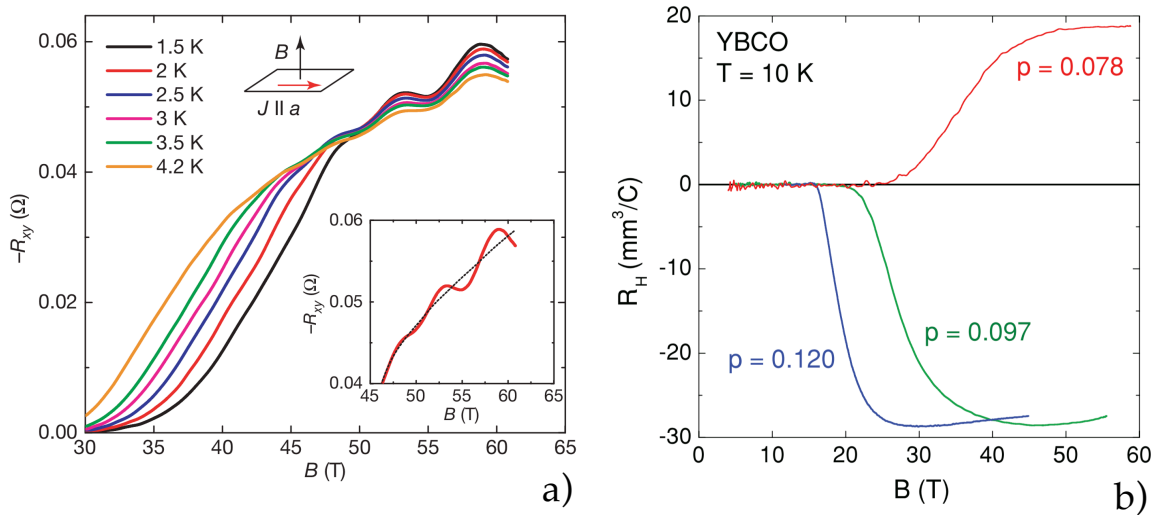 0.06
0.04
0.02
0.00
–R_xy (Ω)
1.5 K
2 K
2.5 K
3 K
3.5 K
4.2 K
B
J || a
0.06
0.05
0.04
–R_xy (Ω)
45 50 55 60 65
B (T)
30 35 40 45 50 55 60 65
B (T)
a)
20
10
0
-10
-20
-30
R_H (mm³/C)
YBCO
T = 10 K
p = 0.078
p = 0.097
p = 0.120
0 10 20 30 40 50 60
B (T)
b)